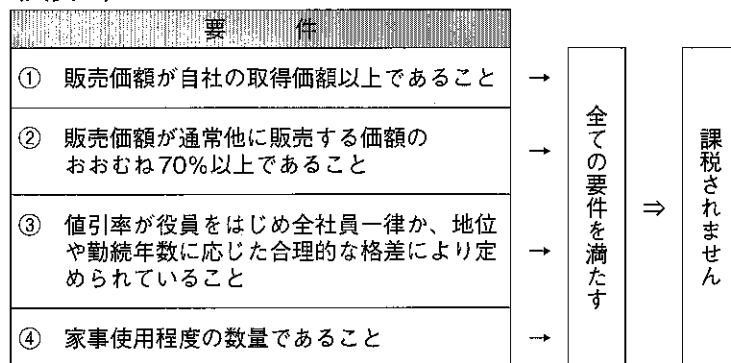 要 件
① 販売価額が自社の取得価額以上であること →
② 販売価額が通常他に販売する価額の
おおむね70%以上であること →
③ 値引率が役員をはじめ全社員一律か、地位
や勤続年数に応じた合理的な格差により定 →
められていること
④ 家事使用程度の数量であること →
全ての要件を満たす
⇒
課税されません